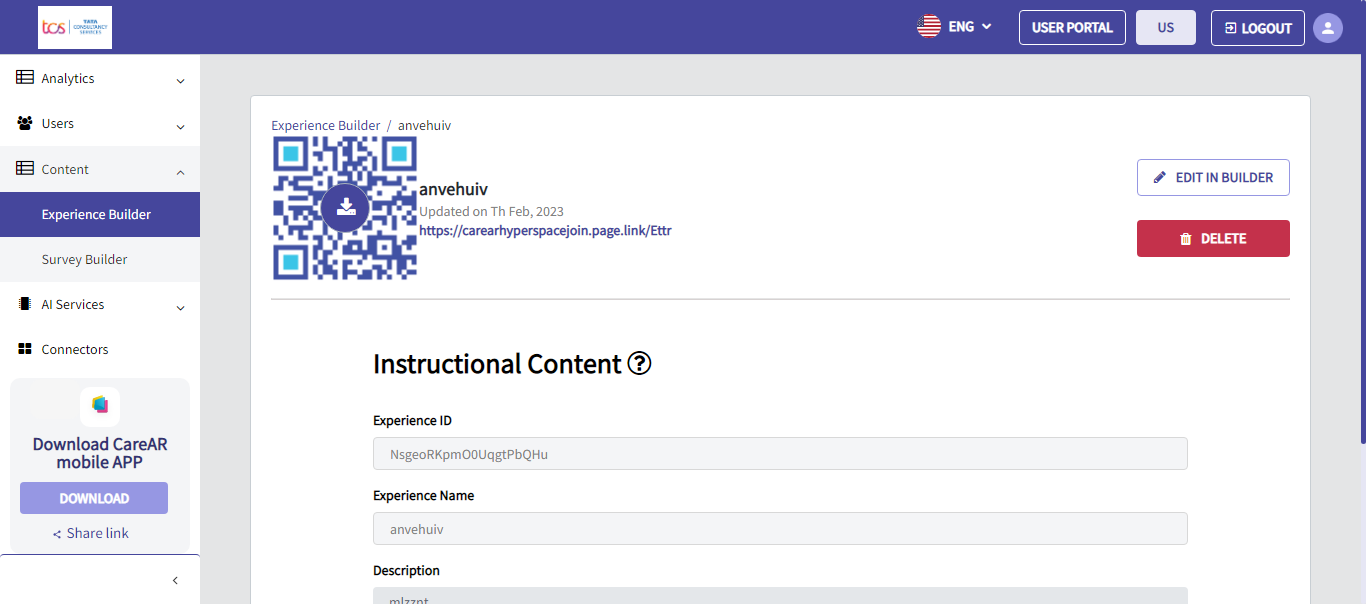 tcs TATA CONSULTANCY SERVICES
ENG
USER PORTAL
US
LOGOUT
Analytics
Users
Content
Experience Builder
Survey Builder
AI Services
Connectors
Download CareAR
mobile APP
DOWNLOAD
Share link
Experience Builder / anvehuiv
anvehuiv
Updated on Th Feb, 2023
https://carearhyperspacejoin.page.link/Ettr
EDIT IN BUILDER
DELETE
Instructional Content ?
Experience ID
NsgeoRKpmO0UqgtPbQHu
Experience Name
anvehuiv
Description
mlzznt